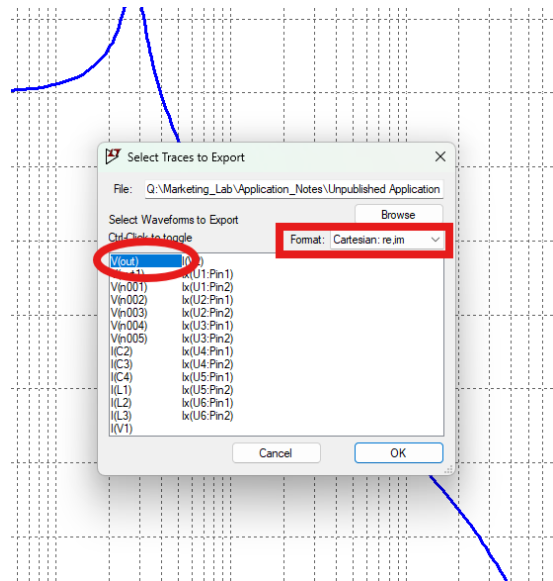 Select Traces to Export
File: Q:\Marketing_Lab\Application_Notes\Unpublished Application
Select Waveforms to Export
Browse
Ctrl-Click to toggle
Format: Cartesian: re,im
V(out)
V(n001)
V(n002)
V(n003)
V(n004)
V(n005)
I(C2)
I(C3)
I(C4)
I(L1)
I(L2)
I(L3)
I(V1)
Ix(U1:Pin1)
Ix(U1:Pin2)
Ix(U2:Pin1)
Ix(U2:Pin2)
Ix(U3:Pin1)
Ix(U3:Pin2)
Ix(U4:Pin1)
Ix(U4:Pin2)
Ix(U5:Pin1)
Ix(U5:Pin2)
Ix(U6:Pin1)
Ix(U6:Pin2)
Cancel
OK